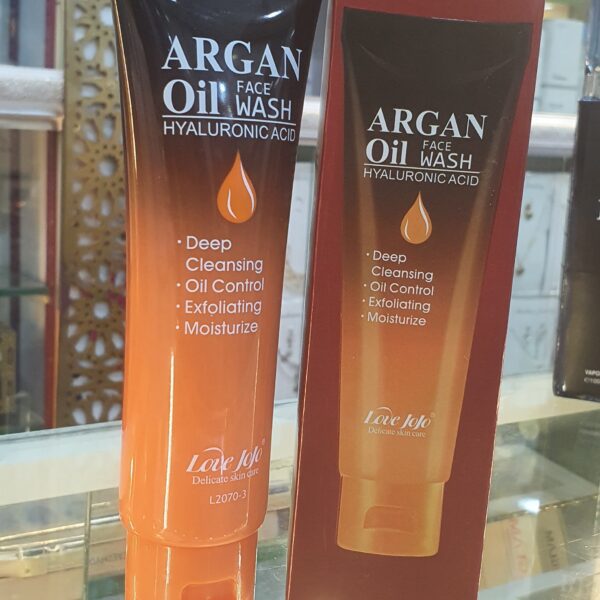 ARGAN
Oil FACE WASH
HYALURONIC ACID
· Deep
Cleansing
· Oil Control
· Exfoliating
· Moisturize
Love JoJo®
Delicate skin care
L2070-3
ARGAN
Oil FACE WASH
HYALURONIC ACID
· Deep
Cleansing
· Oil Control
· Exfoliating
· Moisturize
Love JoJo®
Delicate skin care